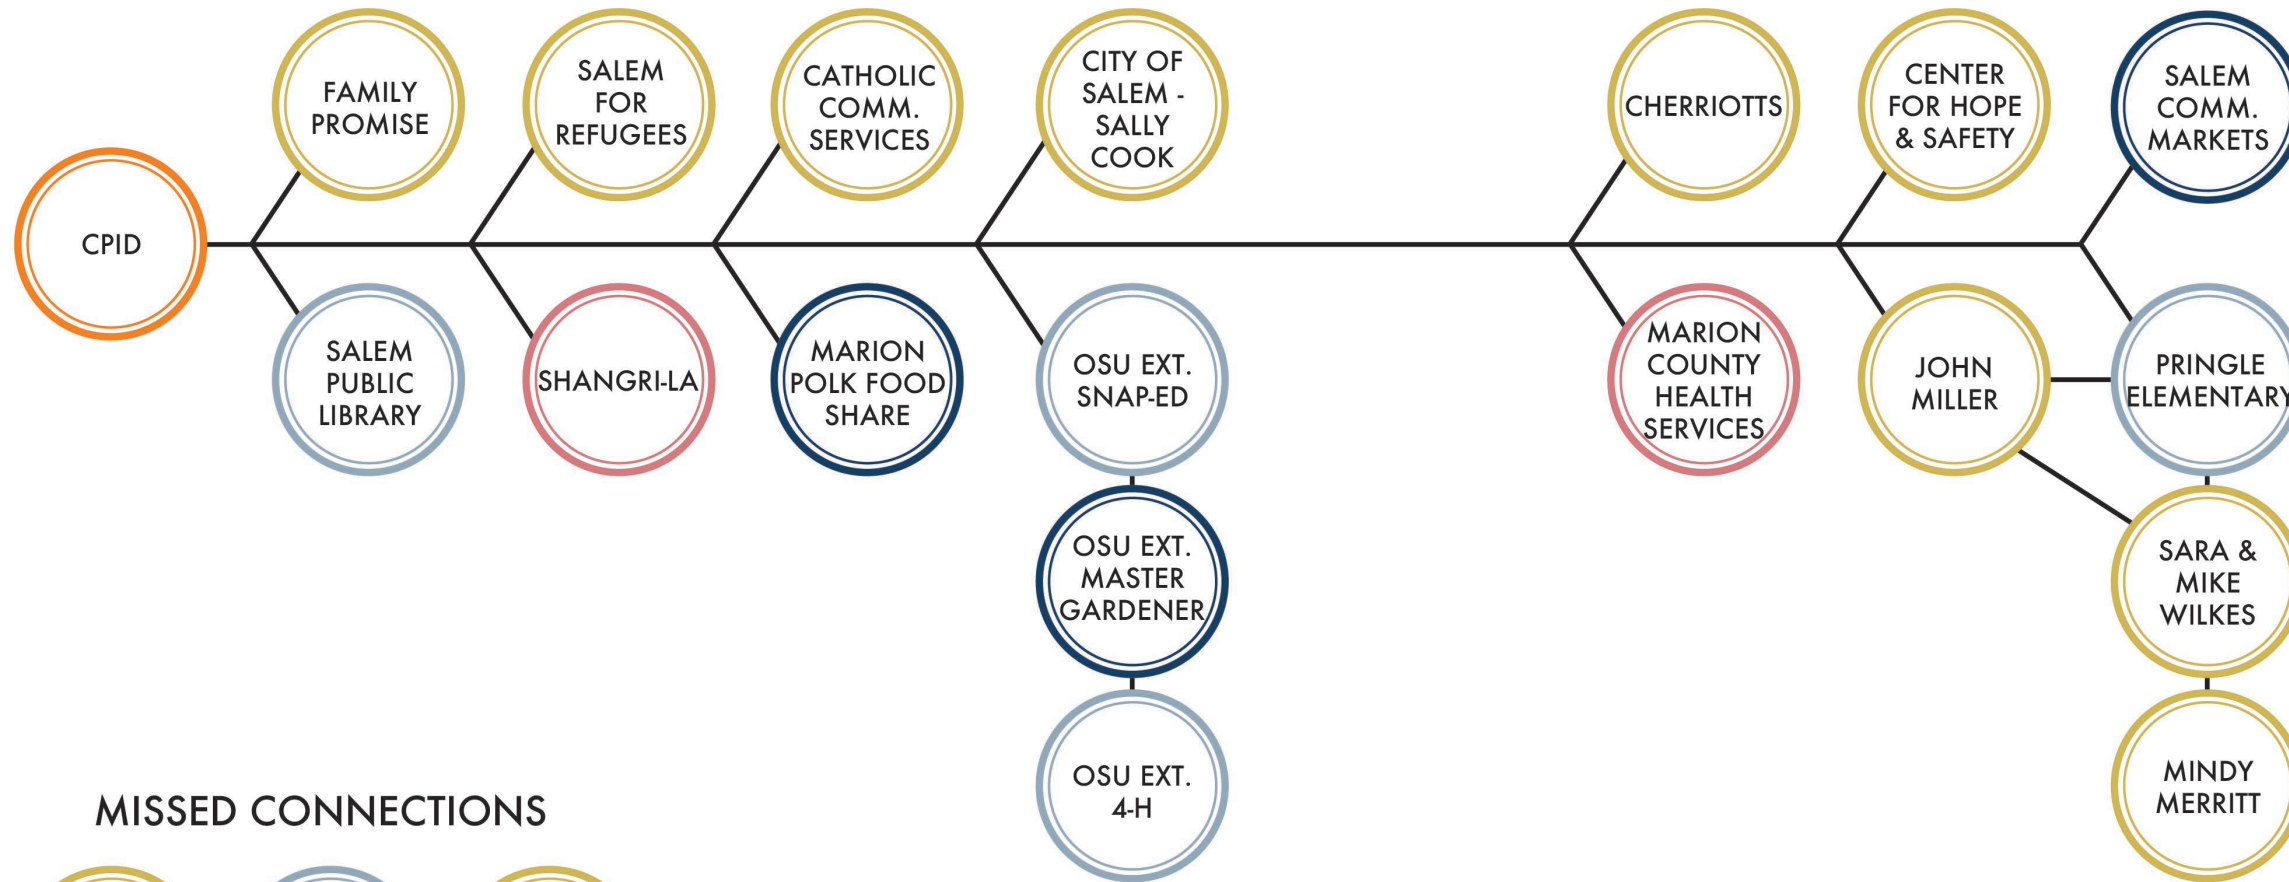 CPID
FAMILY
PROMISE
SALEM
FOR
REFUGEES
CATHOLIC
COMM.
SERVICES
CITY OF
SALEM -
SALLY
COOK
CHERRIOTTS
CENTER
FOR HOPE
& SAFETY
SALEM
COMM.
MARKETS
SALEM
PUBLIC
LIBRARY
SHANGRI-LA
MARION
POLK FOOD
SHARE
OSU EXT.
SNAP-ED
MARION
COUNTY
HEALTH
SERVICES
JOHN
MILLER
PRINGLE
ELEMENTARY
OSU EXT.
MASTER
GARDENER
SARA &
MIKE
WILKES
OSU EXT.
4-H
MINDY
MERRITT
MISSED CONNECTIONS